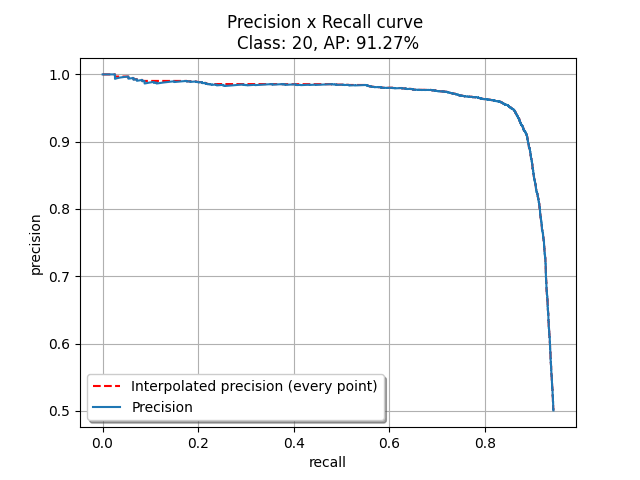 Precision x Recall curve
Class: 20, AP: 91.27%
precision
1.0
0.9
0.8
0.7
0.6
0.5
Interpolated precision (every point)
Precision
0.0 0.2 0.4 0.6 0.8
recall